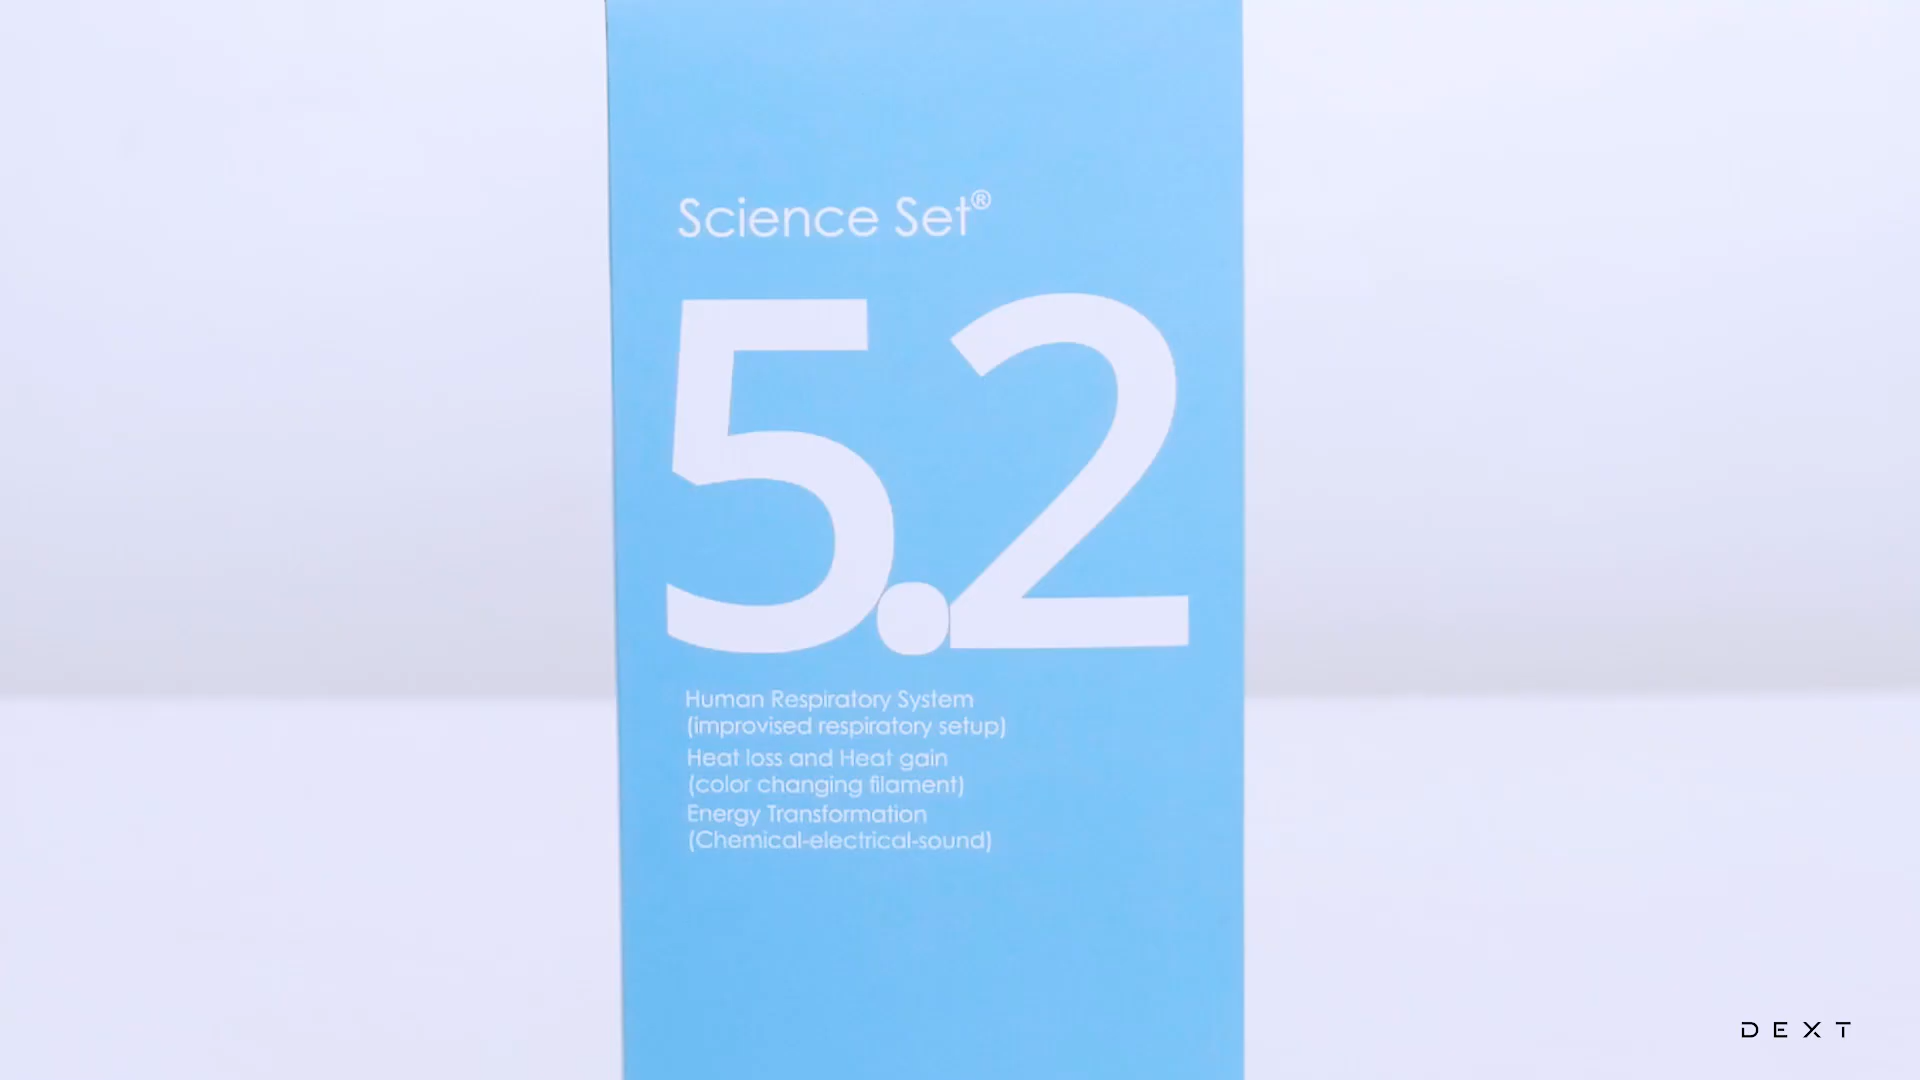 Science Set®
5.2
Human Respiratory System
(improvised respiratory setup)
Heat loss and Heat gain
(color changing filament)
Energy Transformation
(Chemical-electrical-sound)
DEXT